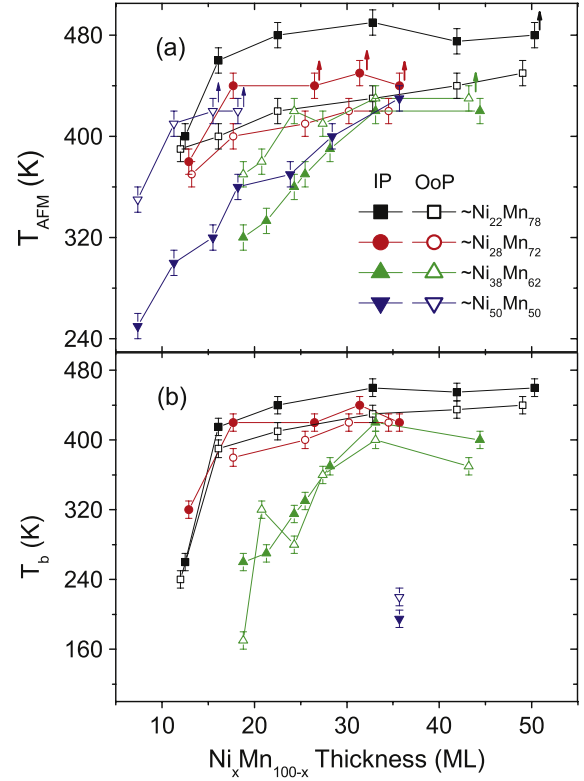 480
(a)
400
T_AFM (K)
IP OoP
~Ni22Mn78
320
~Ni28Mn72
~Ni38Mn62
~Ni50Mn50
240
480
(b)
400
T_b (K)
320
240
160
10 20 30 40 50
Ni_xMn_100-x Thickness (ML)